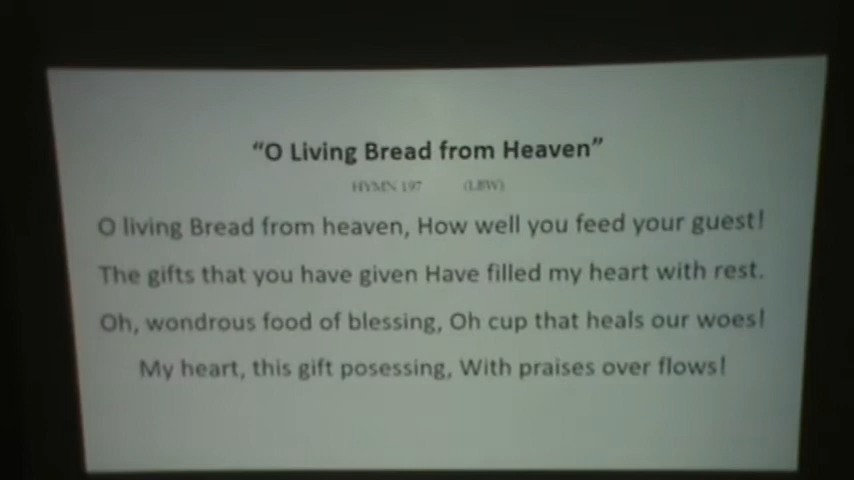 “O Living Bread from Heaven”
HYMN 197 (LBW)
O living Bread from heaven, How well you feed your guest!
The gifts that you have given Have filled my heart with rest.
Oh, wondrous food of blessing, Oh cup that heals our woes!
My heart, this gift posessing, With praises over flows!